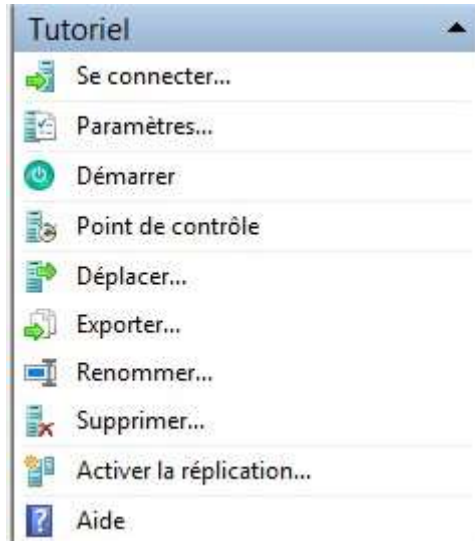 Tutoriel
Se connecter...
Paramètres...
Démarrer
Point de contrôle
Déplacer...
Exporter...
Renommer...
Supprimer...
Activer la réplication...
Aide